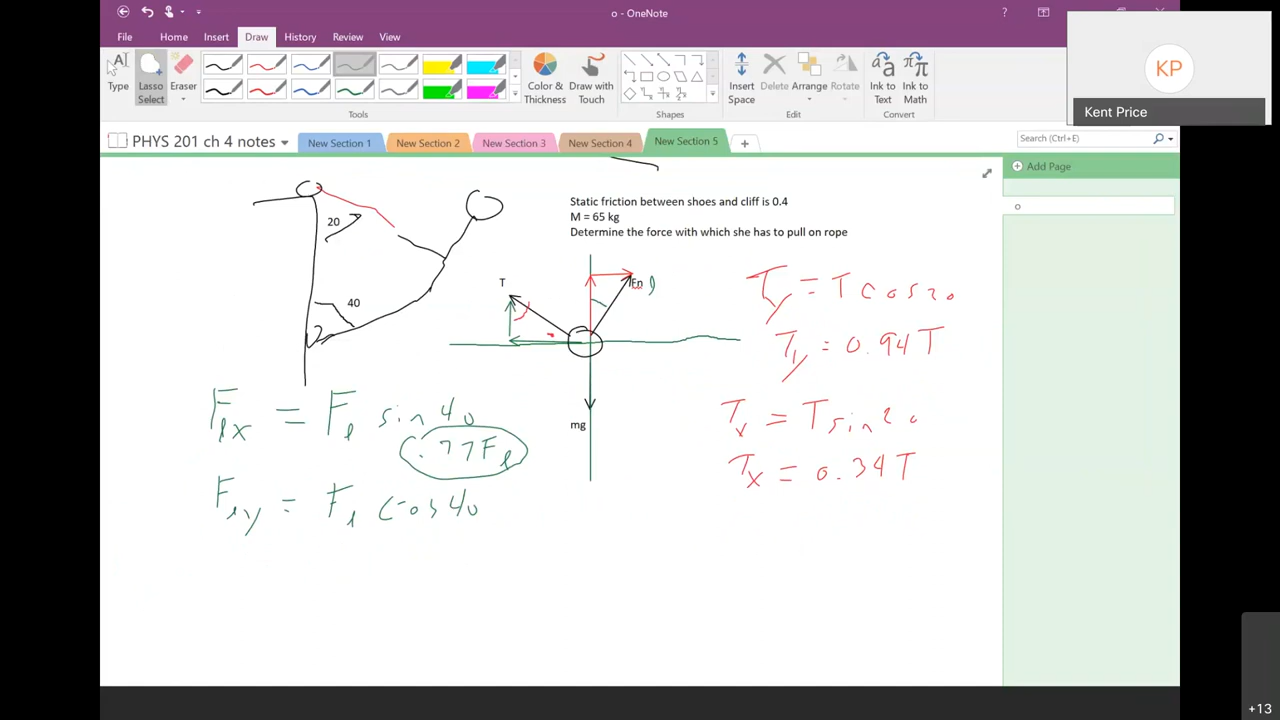 o - OneNote
File Home Insert Draw History Review View
Type
Lasso Select
Eraser
Color & Thickness
Draw with Touch
Insert Space
Delete
Arrange
Rotate
Ink to Text
Ink to Math
Tools
Shapes
Edit
Convert
KP
Kent Price
PHYS 201 ch 4 notes
New Section 1
New Section 2
New Section 3
New Section 4
New Section 5
Search (Ctrl+E)
Add Page
o
Static friction between shoes and cliff is 0.4
M = 65 kg
Determine the force with which she has to pull on rope
20
40
T
Fn l
mg
Ty = T cos 20
Ty = 0.94 T
Tx = T sin 20
Tx = 0.34 T
Flx = Fl sin 40
.77 Fl
Fly = Fl cos 40
+13